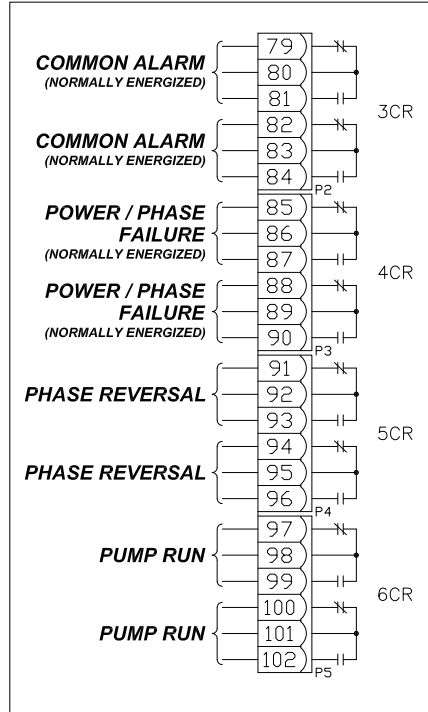 COMMON ALARM
(NORMALLY ENERGIZED)
79
80
81
3CR
COMMON ALARM
(NORMALLY ENERGIZED)
82
83
84
P2
POWER / PHASE
FAILURE
(NORMALLY ENERGIZED)
85
86
87
4CR
POWER / PHASE
FAILURE
(NORMALLY ENERGIZED)
88
89
90
P3
PHASE REVERSAL
91
92
93
5CR
PHASE REVERSAL
94
95
96
P4
PUMP RUN
97
98
99
6CR
PUMP RUN
100
101
102
P5